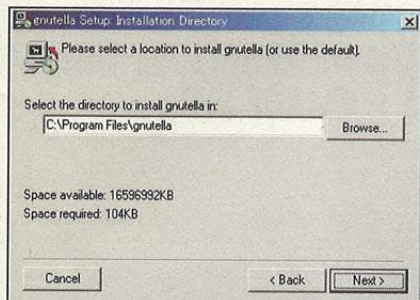 gnutella Setup: Installation Directory
Please select a location to install gnutella (or use the default).
Select the directory to install gnutella in:
C:\Program Files\gnutella
Browse...
Space available: 16596992KB
Space required: 104KB
Cancel
< Back
Next >